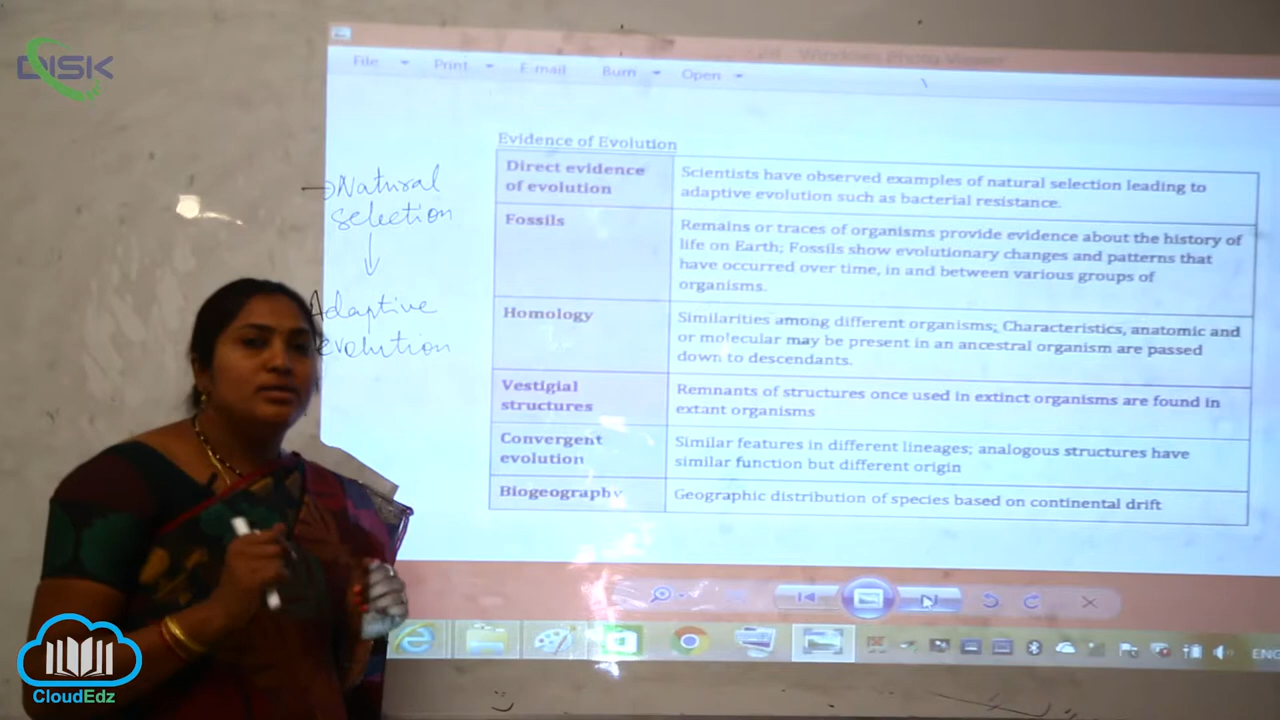 DISK
Windows Photo Viewer
File Print E-mail Burn Open
Evidence of Evolution
Direct evidence
of evolution
Scientists have observed examples of natural selection leading to
adaptive evolution such as bacterial resistance.
Fossils
Remains or traces of organisms provide evidence about the history of
life on Earth; Fossils show evolutionary changes and patterns that
have occurred over time, in and between various groups of
organisms.
Homology
Similarities among different organisms; Characteristics, anatomic and
or molecular may be present in an ancestral organism are passed
down to descendants.
Vestigial
structures
Remnants of structures once used in extinct organisms are found in
extant organisms
Convergent
evolution
Similar features in different lineages; analogous structures have
similar function but different origin
Biogeography
Geographic distribution of species based on continental drift
→Natural
selection
↓
Adaptive
evolution
ENG
CloudEdz